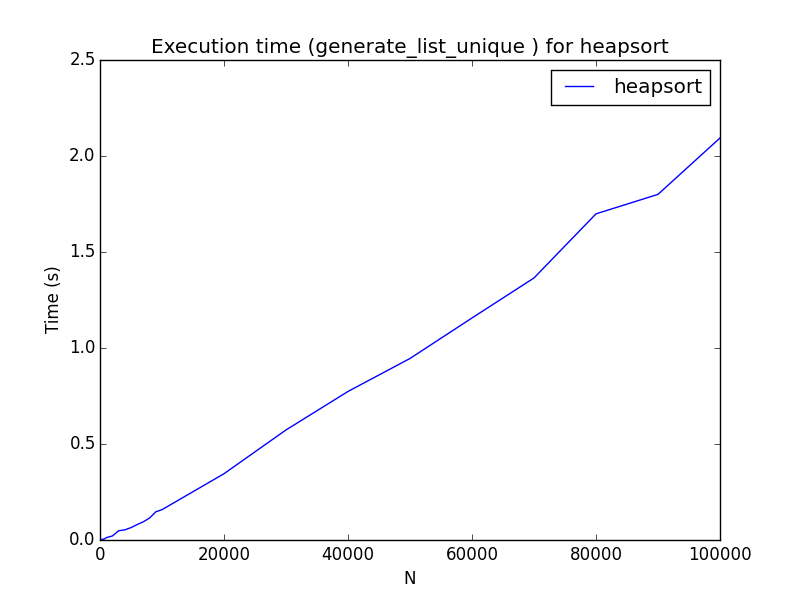 Execution time (generate_list_unique ) for heapsort
heapsort
2.5
2.0
1.5
1.0
0.5
0.0
Time (s)
0 20000 40000 60000 80000 100000
N